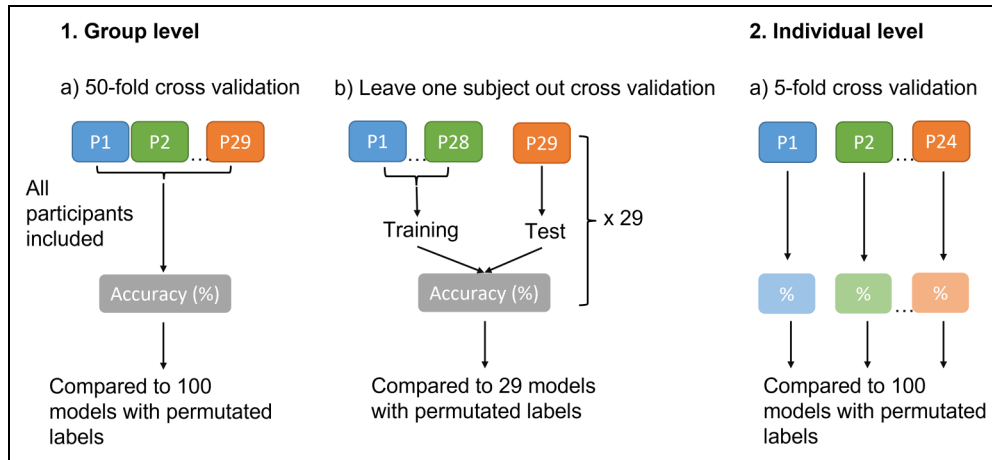 1. Group level
a) 50-fold cross validation
P1 P2 ... P29
All
participants
included
Accuracy (%)
Compared to 100
models with permutated
labels
b) Leave one subject out cross validation
P1 ... P28 P29
Training Test
x 29
Accuracy (%)
Compared to 29 models
with permutated labels
2. Individual level
a) 5-fold cross validation
P1 P2 ... P24
% % ... %
Compared to 100
models with permutated
labels